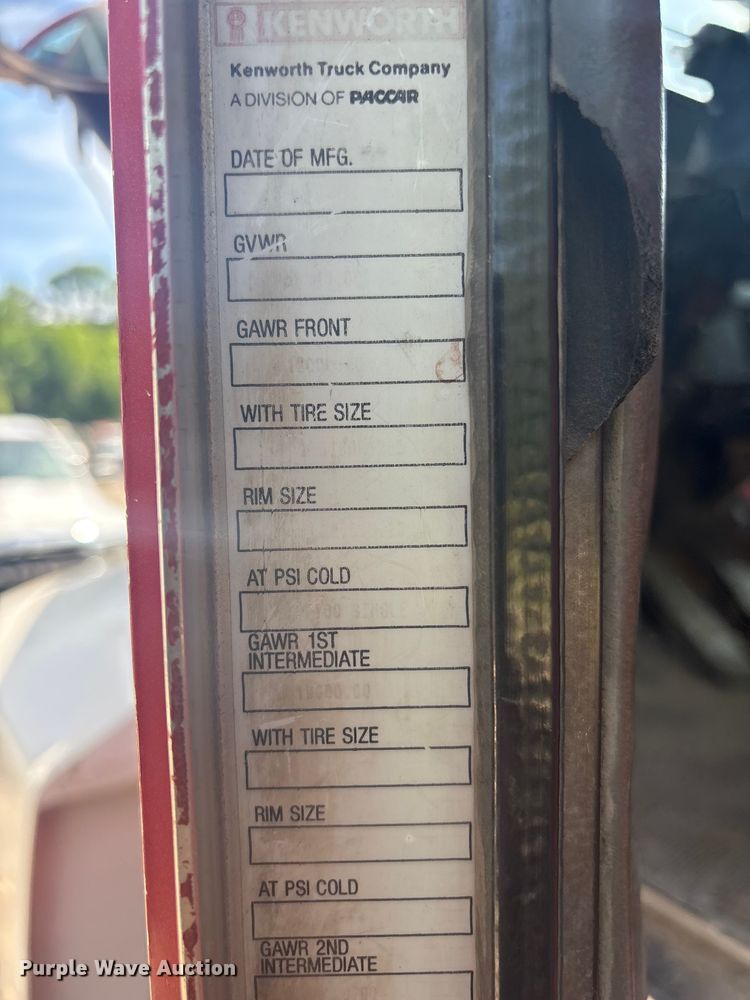 KENWORTH
Kenworth Truck Company
A DIVISION OF PACCAR
DATE OF MFG.
GVWR
GAWR FRONT
WITH TIRE SIZE
RIM SIZE
AT PSI COLD
GAWR 1ST
INTERMEDIATE
WITH TIRE SIZE
RIM SIZE
AT PSI COLD
GAWR 2ND
INTERMEDIATE
Purple Wave Auction